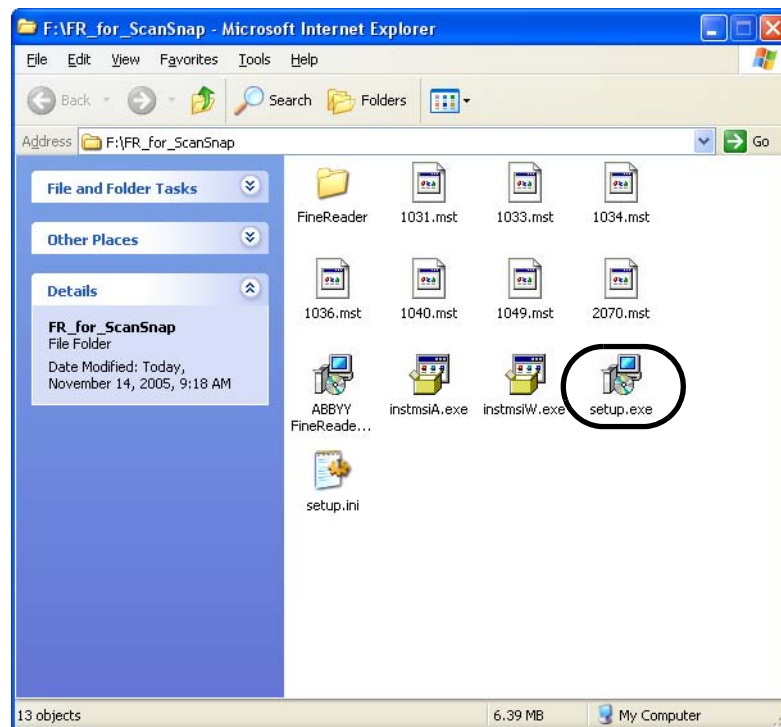 F:\FR_for_ScanSnap - Microsoft Internet Explorer
File Edit View Favorites Tools Help
Back Search Folders
Address F:\FR_for_ScanSnap Go
File and Folder Tasks
Other Places
Details
FR_for_ScanSnap
File Folder
Date Modified: Today,
November 14, 2005, 9:18 AM
FineReader 1031.mst 1033.mst 1034.mst
1036.mst 1040.mst 1049.mst 2070.mst
ABBYY
FineReade... instmsiA.exe instmsiW.exe setup.exe
setup.ini
13 objects 6.39 MB My Computer